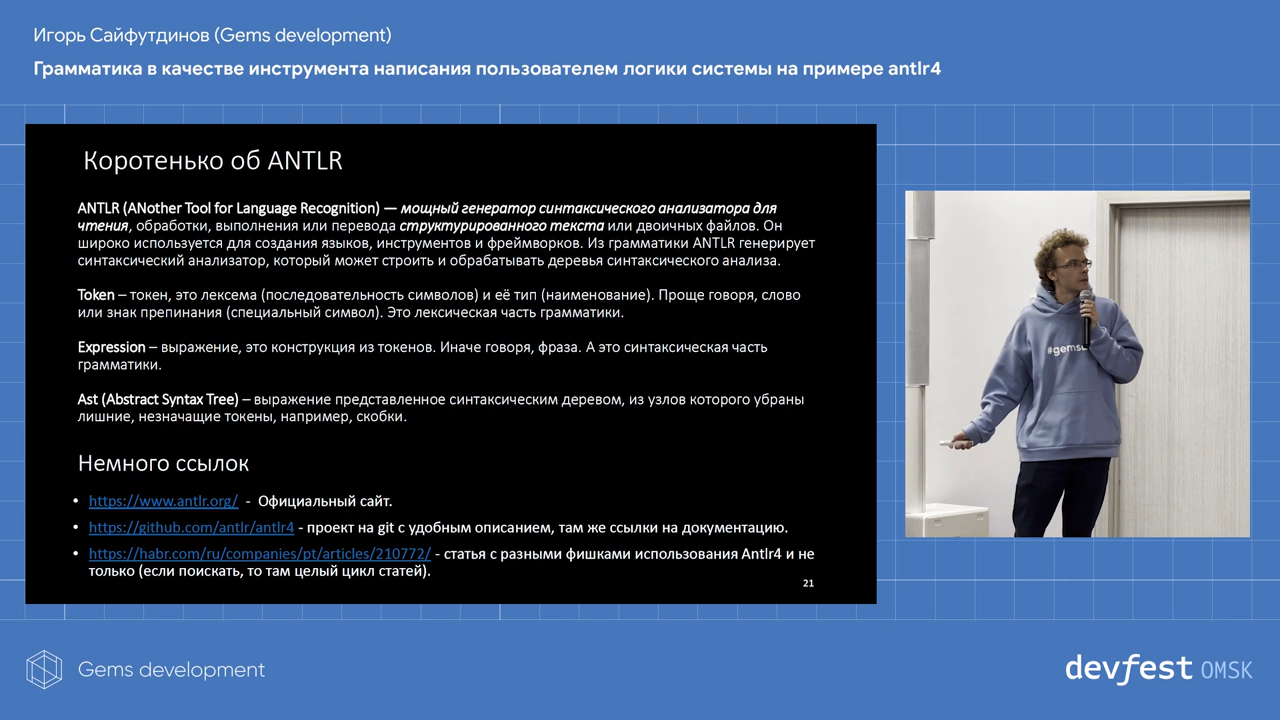 Игорь Сайфутдинов (Gems development)
Грамматика в качестве инструмента написания пользователем логики системы на примере antlr4
Коротенько об ANTLR
ANTLR (ANother Tool for Language Recognition) — мощный генератор синтаксического анализатора для
чтения, обработки, выполнения или перевода структурированного текста или двоичных файлов. Он
широко используется для создания языков, инструментов и фреймворков. Из грамматики ANTLR генерирует
синтаксический анализатор, который может строить и обрабатывать деревья синтаксического анализа.
Token – токен, это лексема (последовательность символов) и её тип (наименование). Проще говоря, слово
или знак препинания (специальный символ). Это лексическая часть грамматики.
Expression – выражение, это конструкция из токенов. Иначе говоря, фраза. А это синтаксическая часть
грамматики.
Ast (Abstract Syntax Tree) – выражение представленное синтаксическим деревом, из узлов которого убраны
лишние, незначащие токены, например, скобки.
Немного ссылок
• https://www.antlr.org/ - Официальный сайт.
• https://github.com/antlr/antlr4 - проект на git с удобным описанием, там же ссылки на документацию.
• https://habr.com/ru/companies/pt/articles/210772/ - статья с разными фишками использования Antlr4 и не
только (если поискать, то там целый цикл статей).
21
Gems development
devfest OMSK